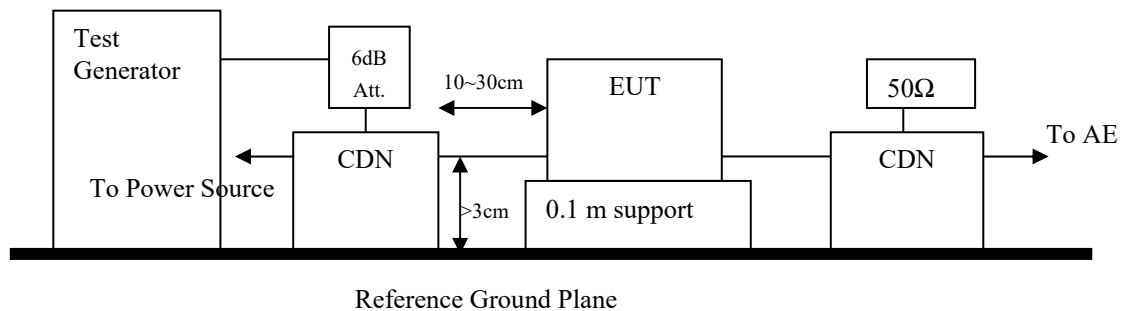 Test
Generator
6dB
Att.
10~30cm
EUT
50Ω
CDN
CDN
To AE
To Power Source
>3cm
0.1 m support
Reference Ground Plane